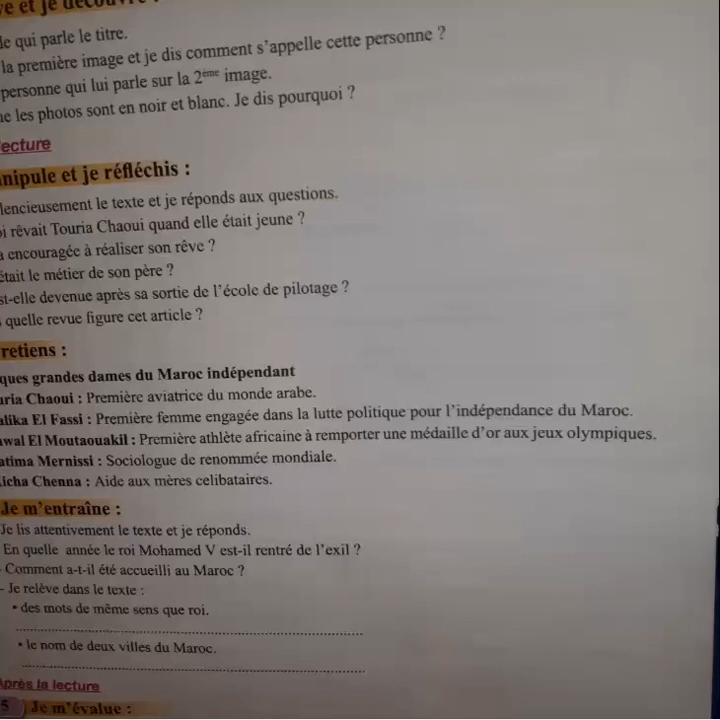 et je
de qui parle le titre.
la première image et je dis comment s'appelle cette personne ?
personne qui lui parle sur la 2ème image.
les photos sont en noir et blanc. Je dis pourquoi ?
ecture
nipule et je réfléchis :
lencieusement le texte et je réponds aux questions.
oi rêvait Touria Chaoui quand elle était jeune ?
a encouragée à réaliser son rêve ?
était le métier de son père ?
st-elle devenue après sa sortie de l'école de pilotage ?
quelle revue figure cet article ?
retiens :
ques grandes dames du Maroc indépendant
uria Chaoui : Première aviatrice du monde arabe.
alika El Fassi : Première femme engagée dans la lutte politique pour l'indépendance du Maroc.
awal El Moutaouakil : Première athlète africaine à remporter une médaille d'or aux jeux olympiques.
atima Mernissi : Sociologue de renommée mondiale.
icha Chenna : Aide aux mères celibataires.
Je m'entraîne :
Je lis attentivement le texte et je réponds.
En quelle année le roi Mohamed V est-il rentré de l'exil ?
- Comment a-t-il été accueilli au Maroc ?
- Je relève dans le texte :
• des mots de même sens que roi.
• le nom de deux villes du Maroc.
Après la lecture
5 Je m'évalue :